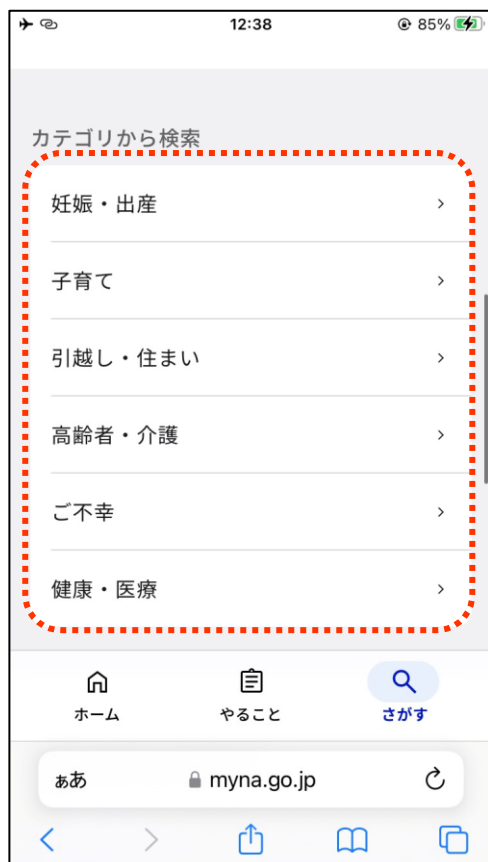 12:38
85%
カテゴリから検索
妊娠・出産
子育て
引越し・住まい
高齢者・介護
ご不幸
健康・医療
ホーム
やること
さがす
ぁあ
myna.go.jp